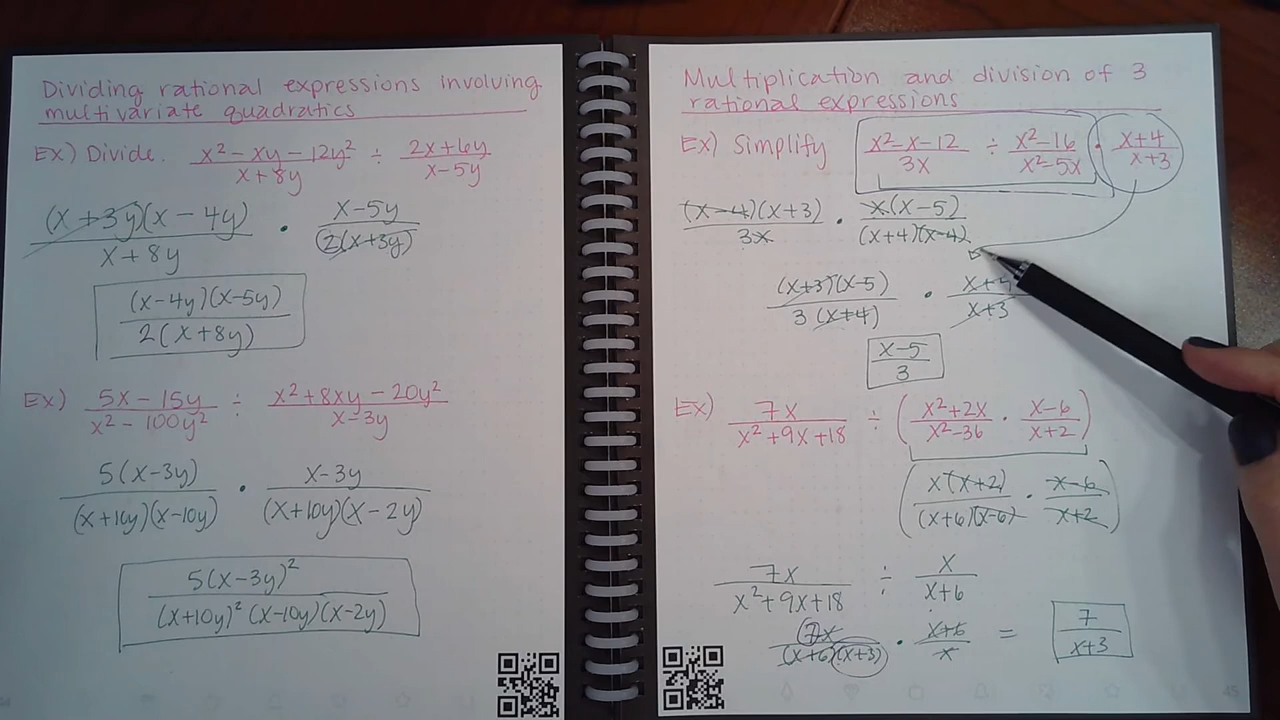 Dividing rational expressions involving
multivariate quadratics
Ex) Divide. (x² - xy - 12y²)/(x + 8y) ÷ (2x + 6y)/(x - 5y)
(x + 3y)(x - 4y)/(x + 8y) · (x - 5y)/(2(x + 3y))
(x - 4y)(x - 5y)/(2(x + 8y))
Ex) (5x - 15y)/(x² - 100y²) ÷ (x² + 8xy - 20y²)/(x - 3y)
5(x - 3y)/((x + 10y)(x - 10y)) · (x - 3y)/((x + 10y)(x - 2y))
5(x - 3y)²/((x + 10y)² (x - 10y)(x - 2y))
Multiplication and division of 3
rational expressions
Ex) Simplify (x² - x - 12)/(3x) ÷ (x² - 16)/(x² - 5x) · (x + 4)/(x + 3)
(x - 4)(x + 3)/(3x) · x(x - 5)/((x + 4)(x - 4))
(x + 3)(x - 5)/(3(x + 4)) · (x + 4)/(x + 3)
(x - 5)/3
Ex) 7x/(x² + 9x + 18) ÷ ((x² + 2x)/(x² - 36) · (x - 6)/(x + 2))
(x(x + 2)/((x + 6)(x - 6)) · (x - 6)/(x + 2))
7x/(x² + 9x + 18) ÷ x/(x + 6)
7x/((x + 6)(x + 3)) · (x + 6)/x = 7/(x + 3)
45